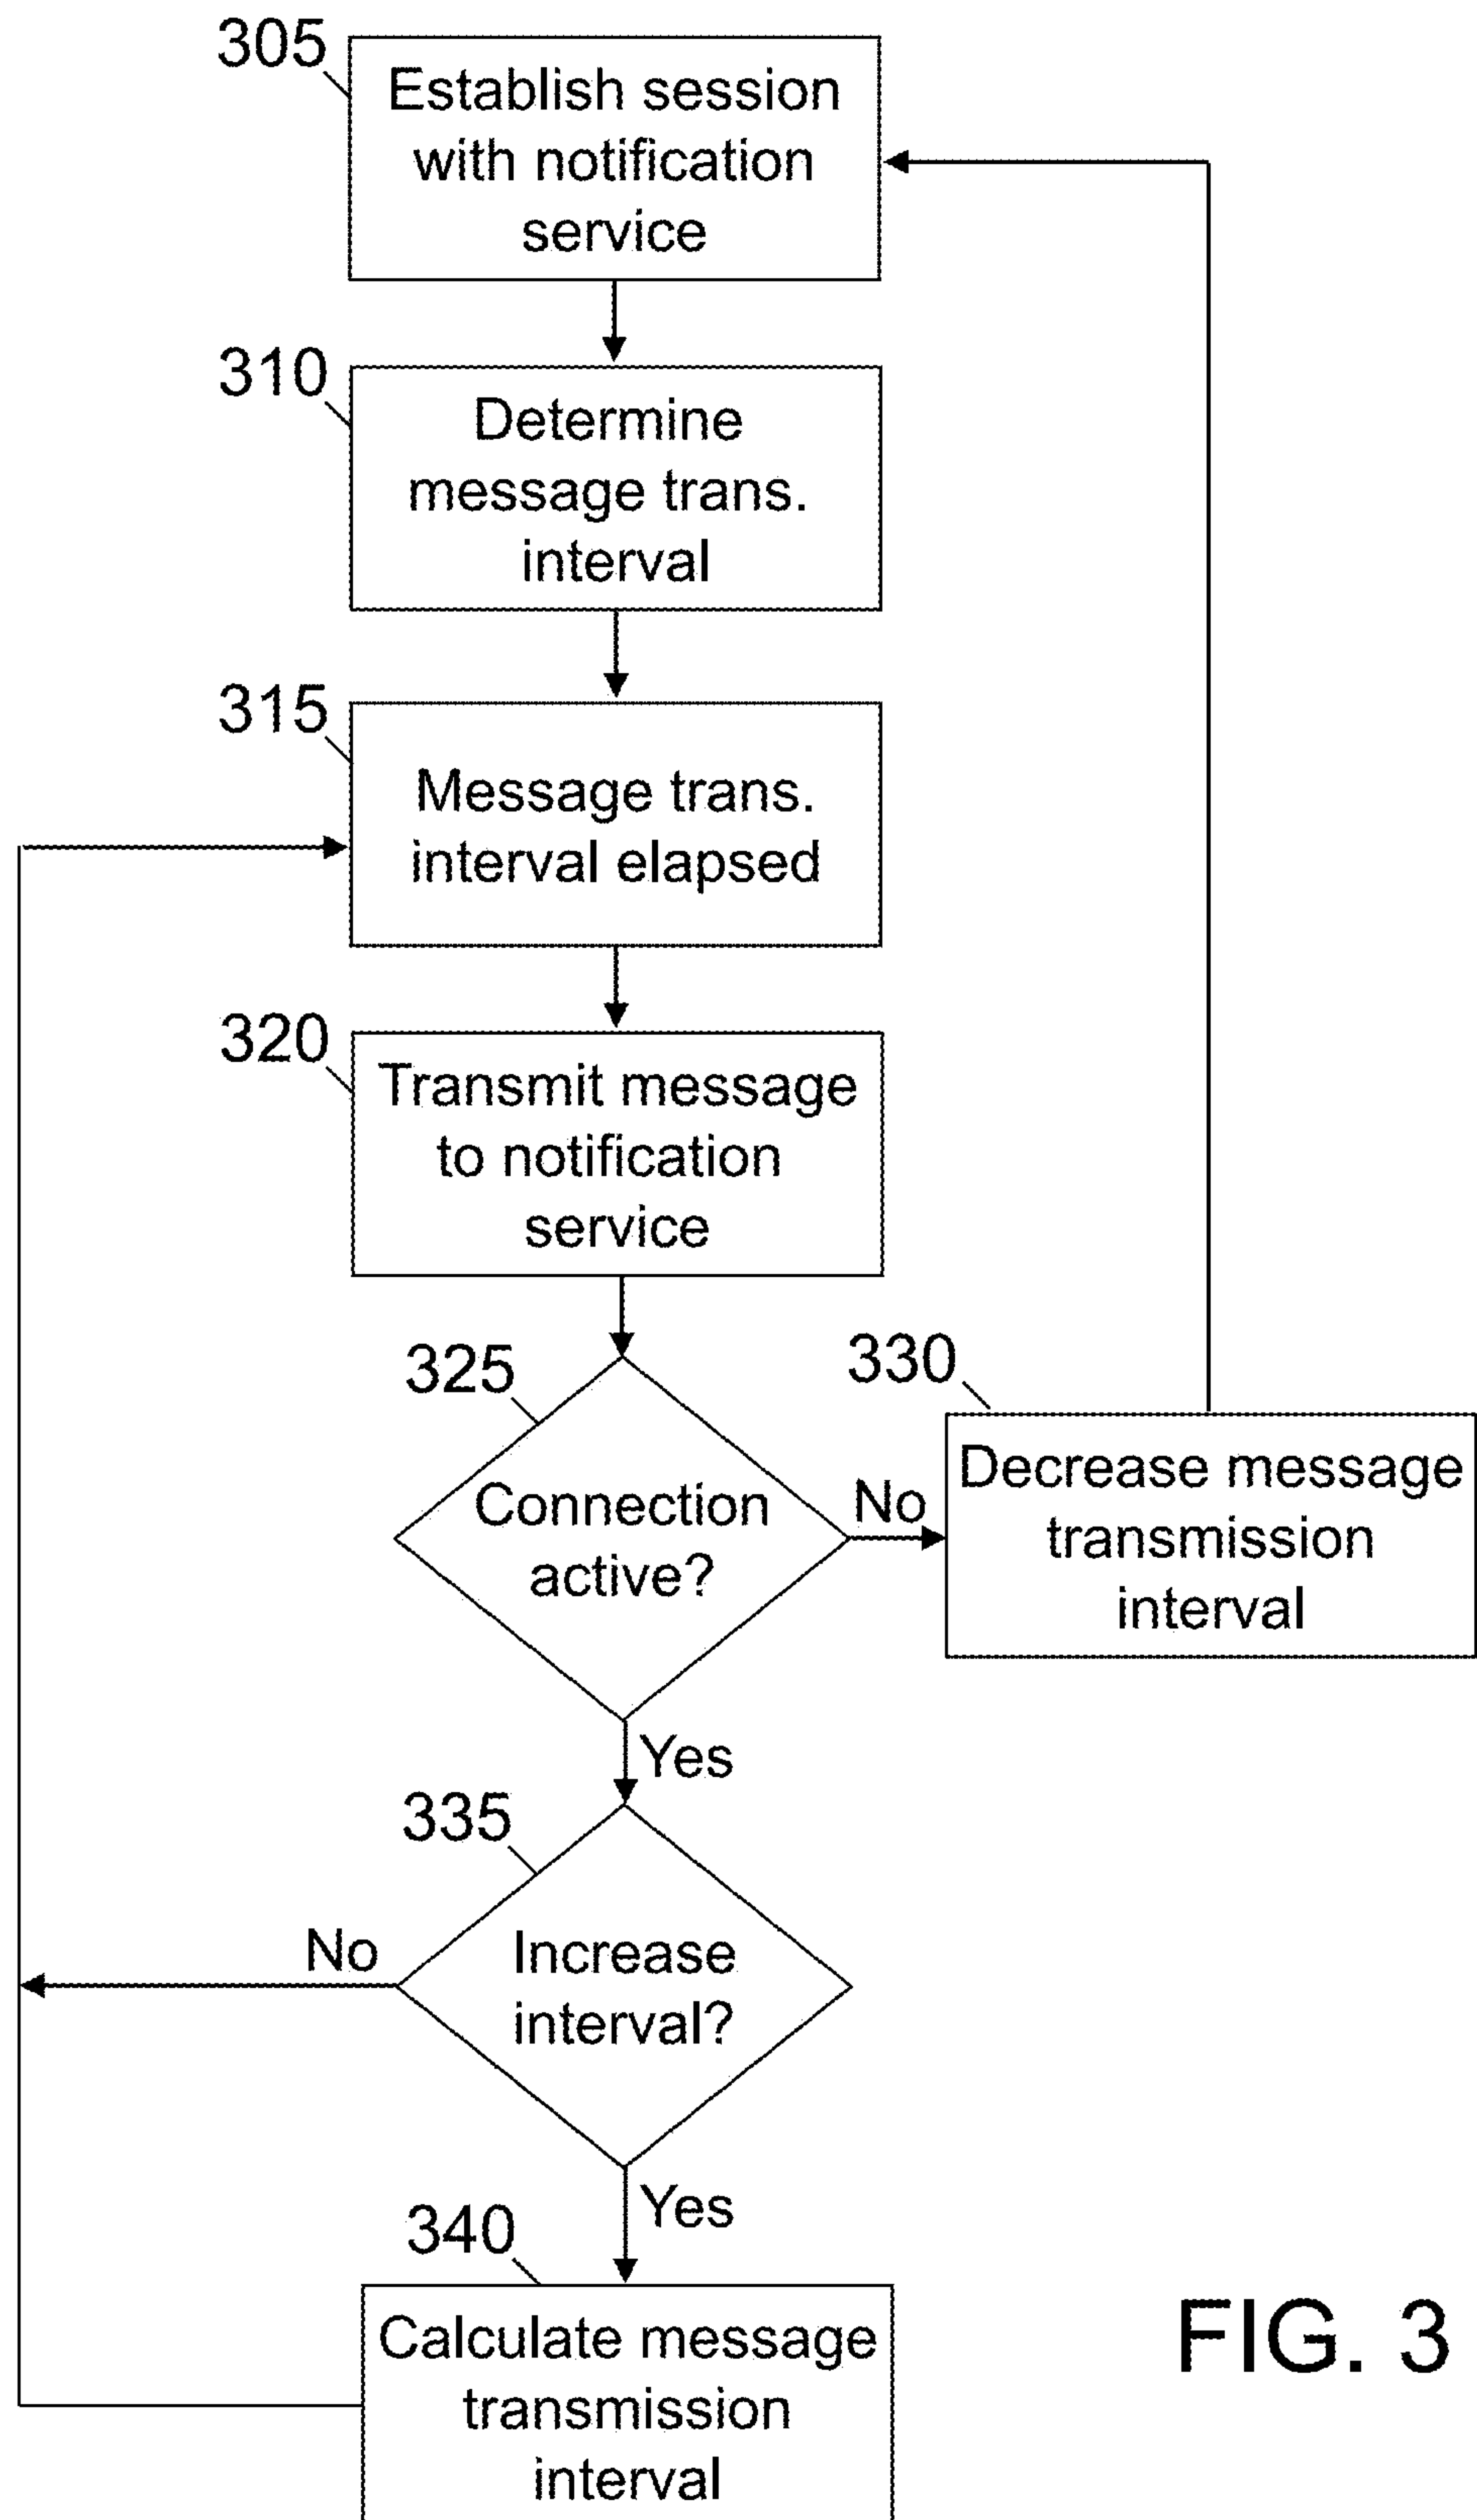 305
Establish session
with notification
service
310
Determine
message trans.
interval
315
Message trans.
interval elapsed
320
Transmit message
to notification
service
325
Connection
active?
No
330
Decrease message
transmission
interval
Yes
335
Increase
interval?
No
Yes
340
Calculate message
transmission
interval
FIG. 3